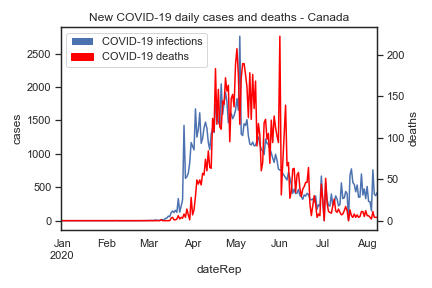 New COVID-19 daily cases and deaths - Canada
COVID-19 infections
COVID-19 deaths
2500
2000
1500
1000
500
0
cases
200
150
100
50
0
deaths
Jan Feb Mar Apr May Jun Jul Aug
2020
dateRep